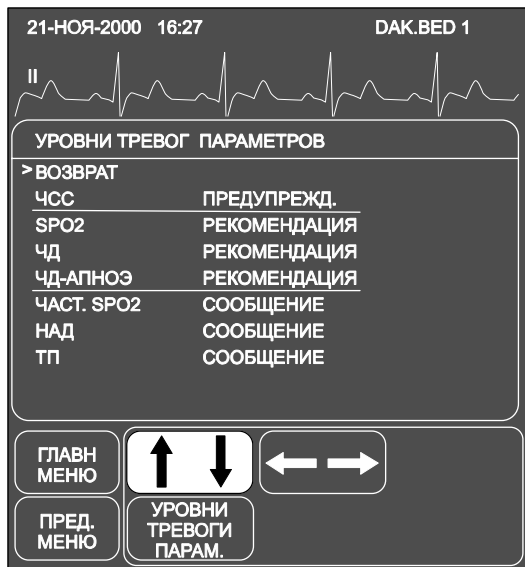 21-НОЯ-2000 16:27 DAK.BED 1
II
УРОВНИ ТРЕВОГ ПАРАМЕТРОВ
>ВОЗВРАТ
ЧСС ПРЕДУПРЕЖД.
SPO2 РЕКОМЕНДАЦИЯ
ЧД РЕКОМЕНДАЦИЯ
ЧД-АПНОЭ РЕКОМЕНДАЦИЯ
ЧАСТ. SPO2 СООБЩЕНИЕ
НАД СООБЩЕНИЕ
ТП СООБЩЕНИЕ
ГЛАВН
МЕНЮ
ПРЕД.
МЕНЮ
УРОВНИ
ТРЕВОГИ
ПАРАМ.